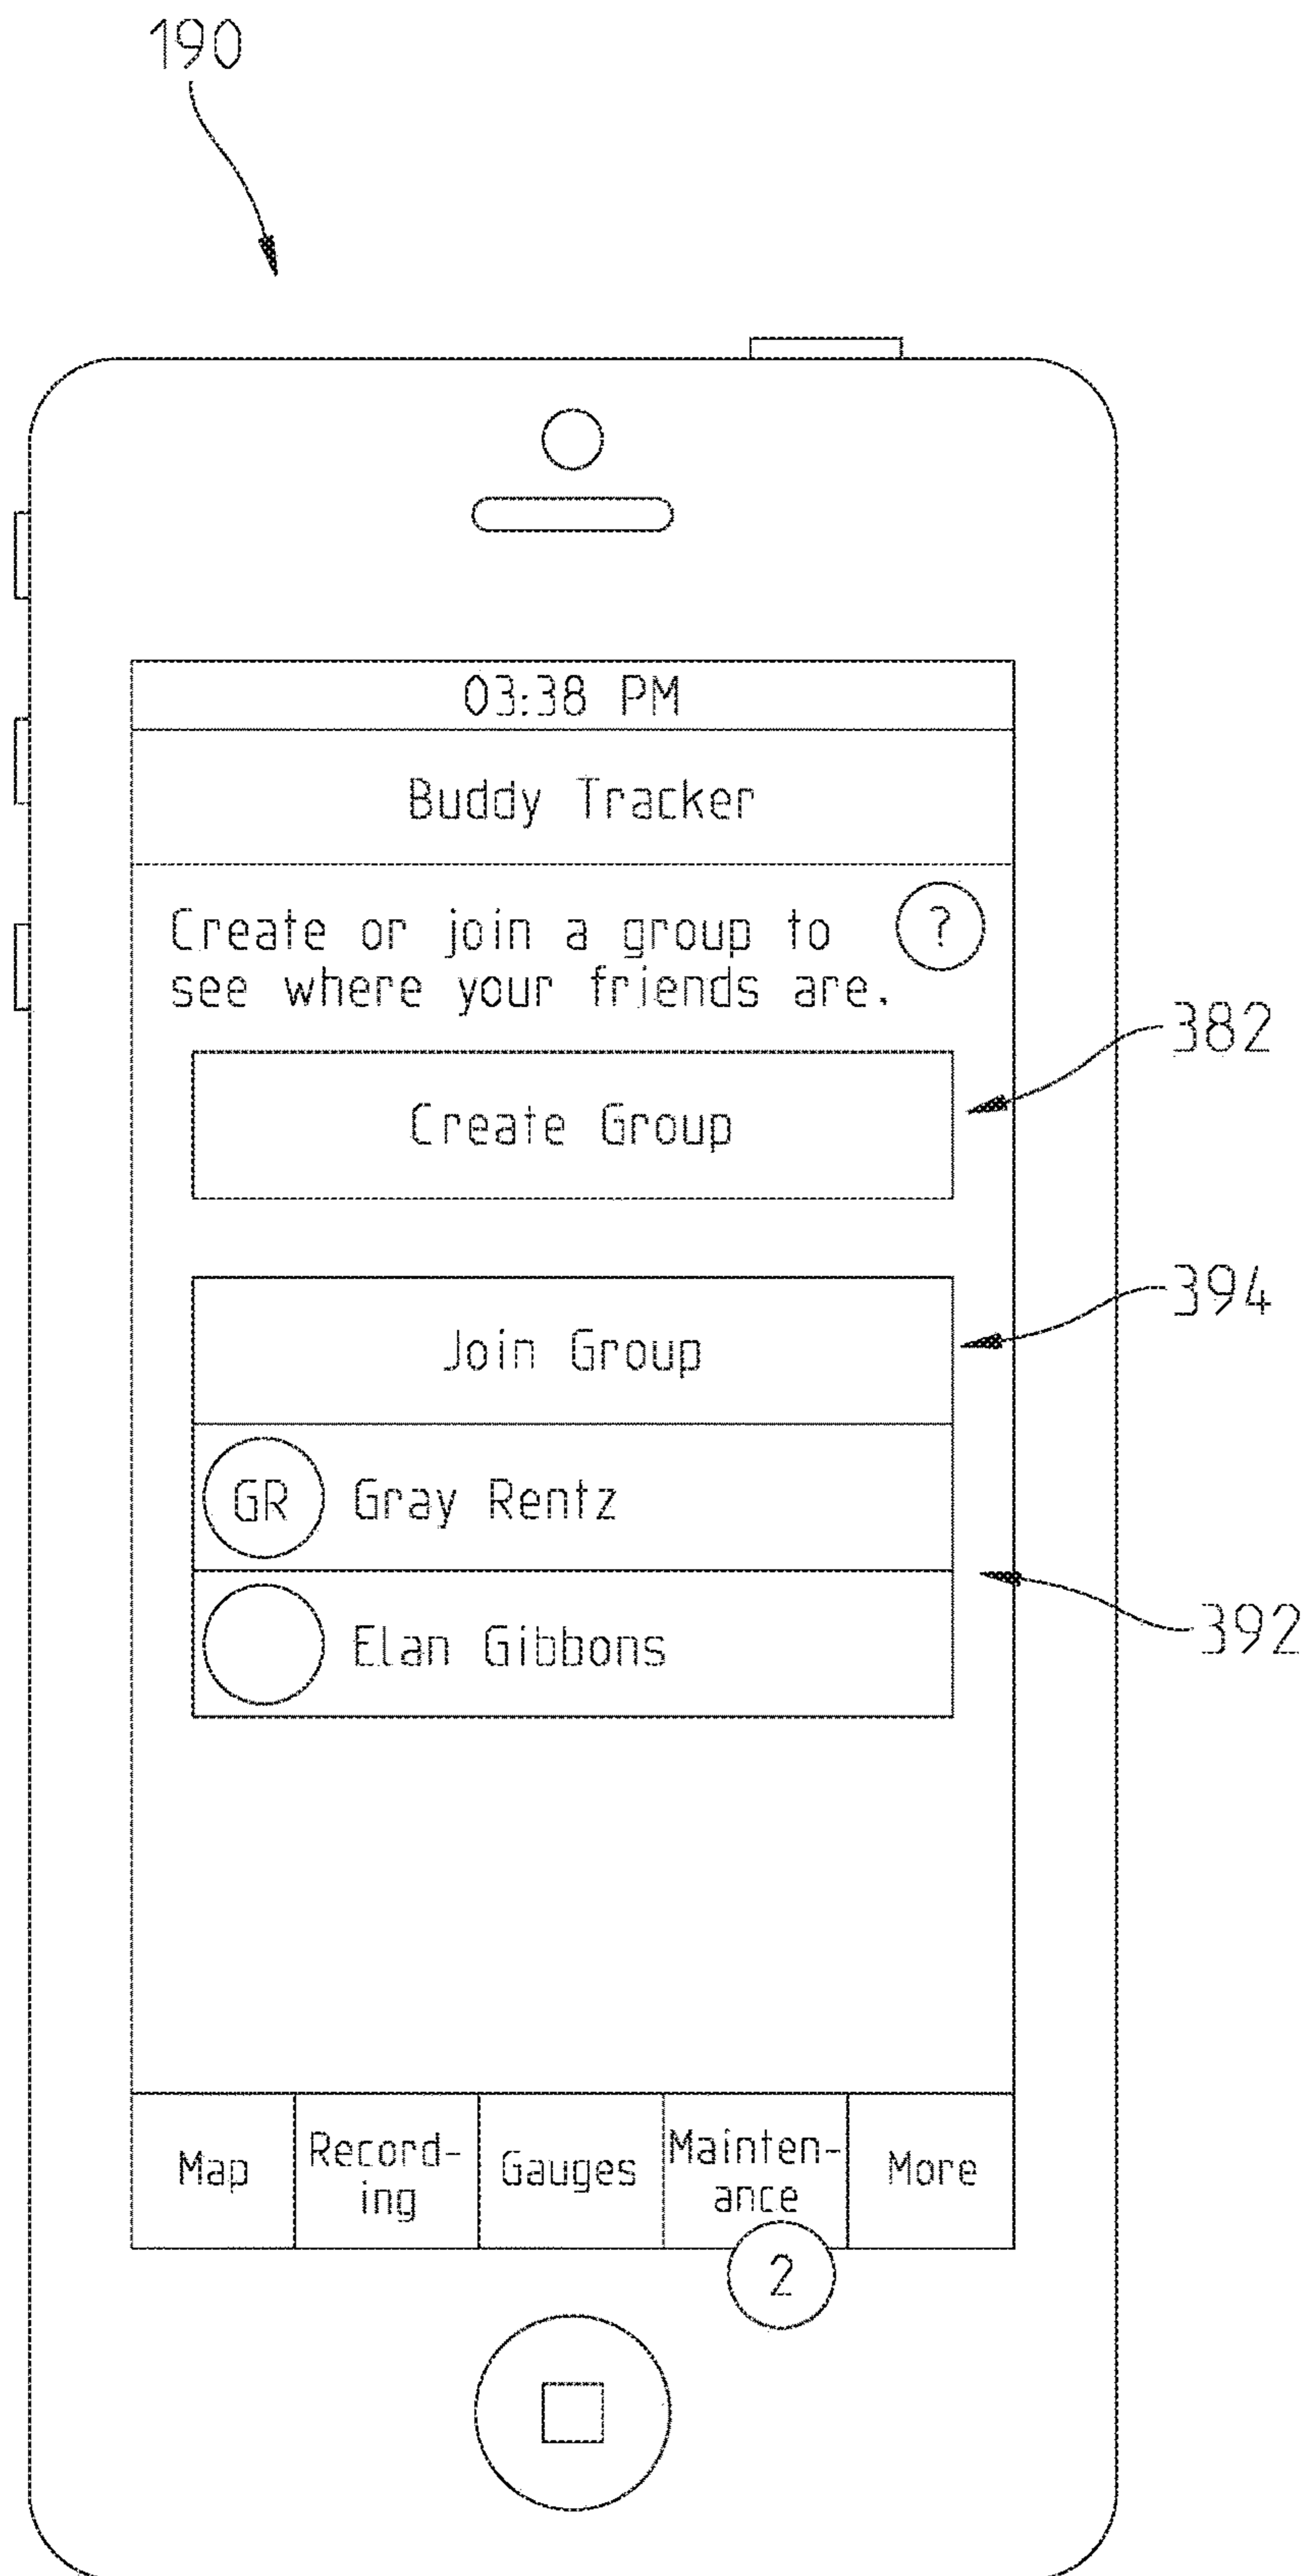 190
03:38 PM
Buddy Tracker
Create or join a group to
see where your friends are.
?
382
Create Group
394
Join Group
GR Gray Rentz
392
Elan Gibbons
Map
Record-
ing
Gauges
Mainten-
ance
More
2